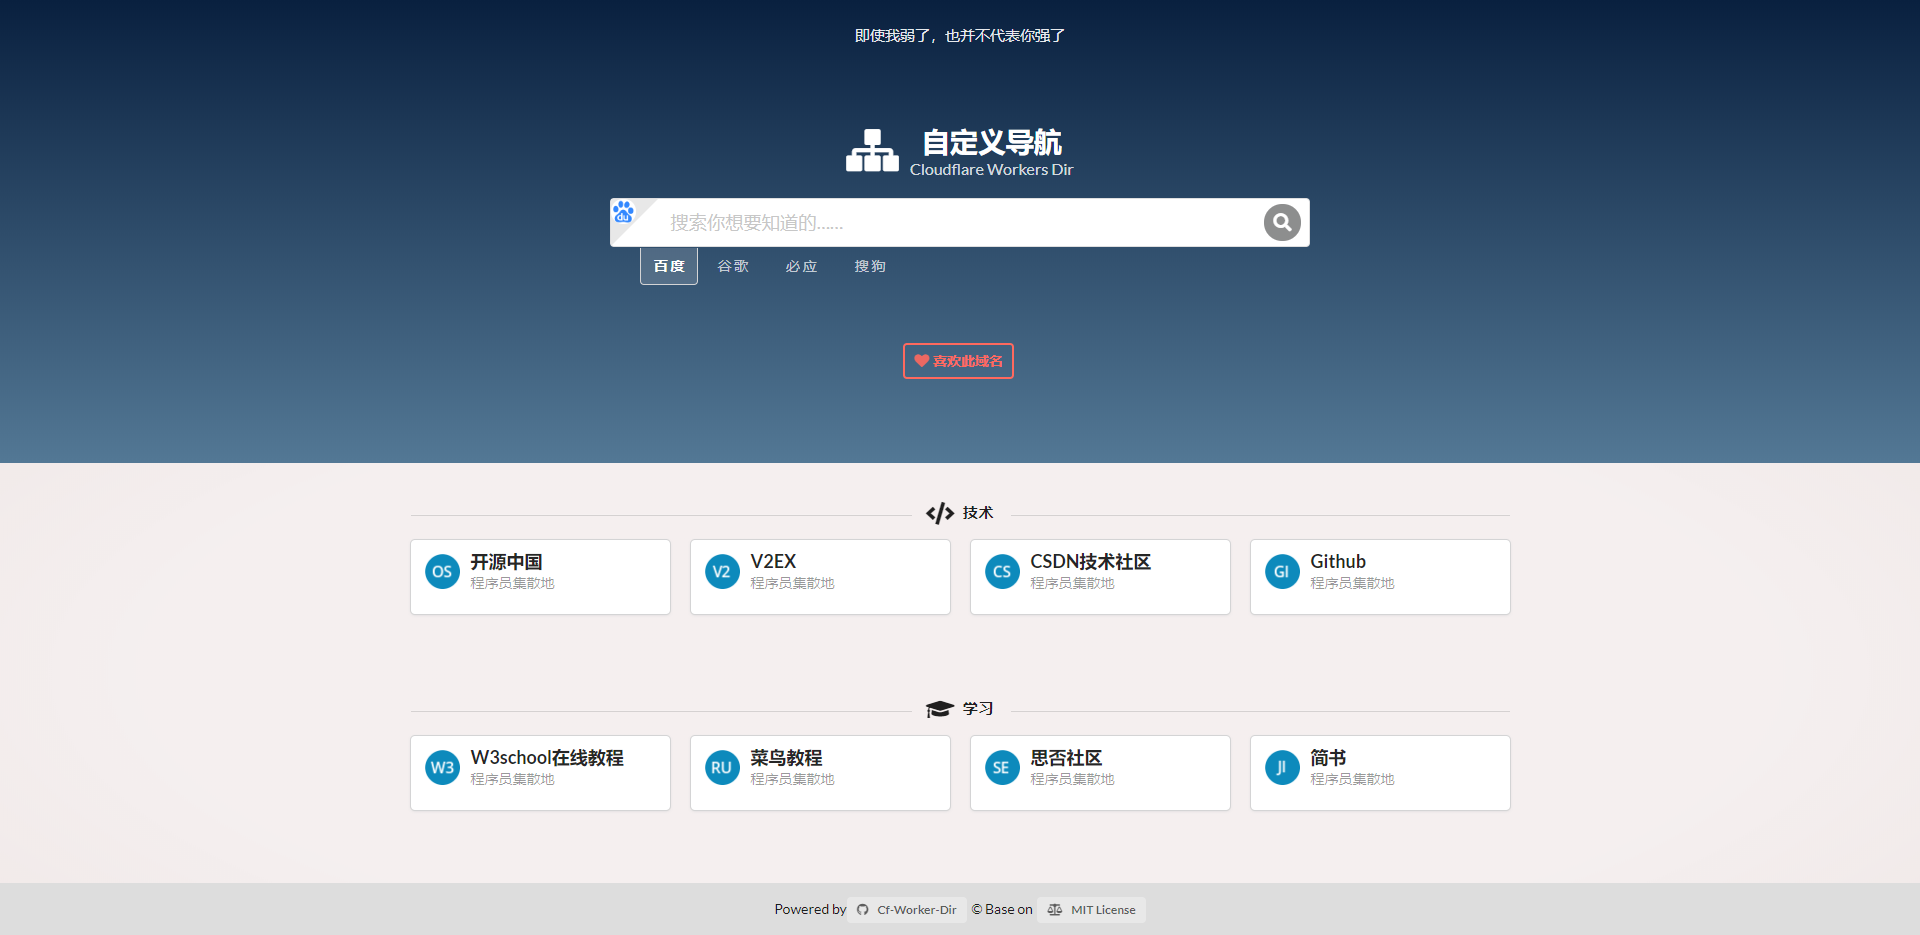 即使我弱了，也并不代表你强了
自定义导航
Cloudflare Workers Dir
du
搜索你想要知道的……
百度 谷歌 必应 搜狗
喜欢此域名
技术
OS 开源中国
程序员集散地
V2 V2EX
程序员集散地
CS CSDN技术社区
程序员集散地
GI Github
程序员集散地
学习
W3 W3school在线教程
程序员集散地
RU 菜鸟教程
程序员集散地
SE 思否社区
程序员集散地
JI 简书
程序员集散地
Powered by Cf-Worker-Dir © Base on MIT License